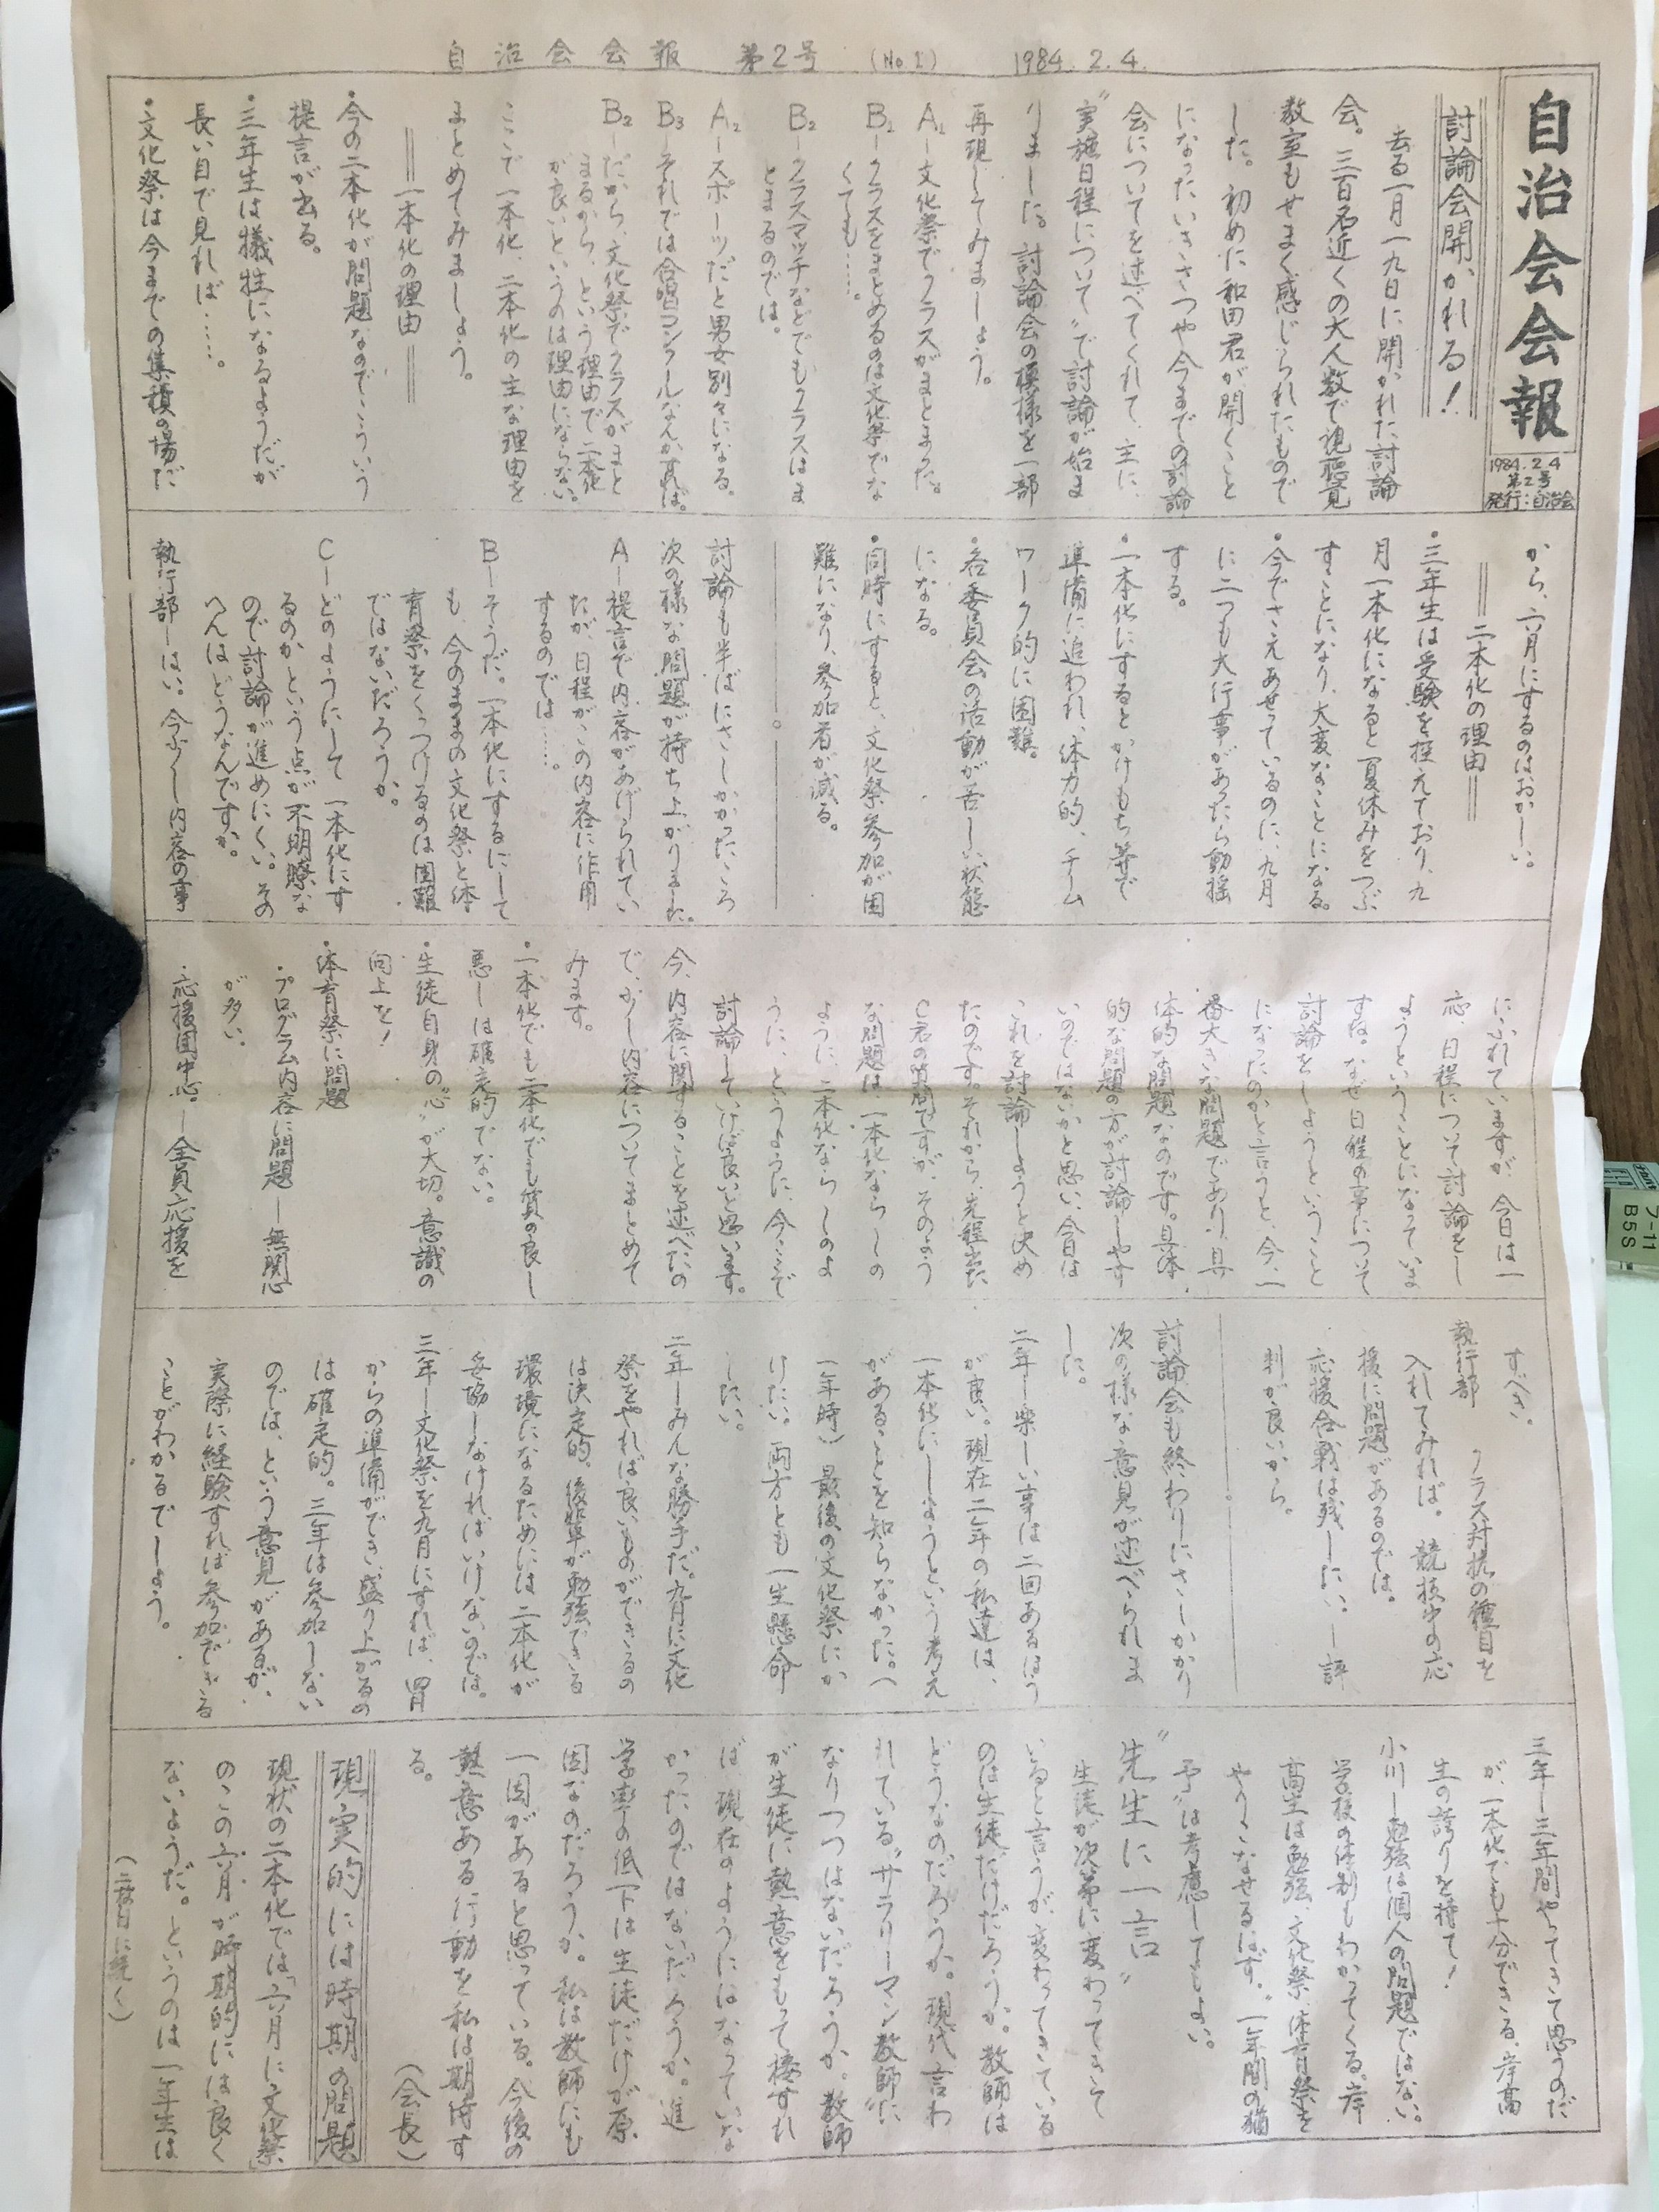 自治会会報　第2号　(No.1)　1984.2.4.
自治会会報
1984.2.4
第2号
発行:自治会
討論会開かれる!
去る一月一九日に開かれた討論
会。三百名近くの大人数で視聴覚
教室もせまく感じられたもので
した。初めに和田君が開くこと
になったいきさつや今までの討論
会についてを述べてくれて、主に、
"実施日程について"で討論が始ま
りました。討論会の模様を一部
再現してみましょう。
A₁―文化祭でクラスがまとまった。
B₁―クラスをまとめるのは文化祭でな
くても……。
B₂―クラスマッチなどでもクラスはま
とまるのでは。
A₂―スポーツだと男女別々になる。
B₃―それでは合唱コンクールなんか
B₂―だから、文化祭でクラスがまと
まるから、という理由で二本化
が良いというのは理由にならない。
ここで一本化、二本化の主な理由を
まとめてみましょう。
一本化の理由
・今の二本化が問題なので、こういう
提言が出る。
・三年生は犠牲になるようだが
長い目で見れば……。
・文化祭は今までの集積の場だ
から、六月にするのはおかしい。
二本化の理由
・三年生は受験を控えており、九
月一本化になると夏休みをつぶ
すことになり、大変なことになる。
・今でさえあせっているのに、九月
に二つも大行事があったら動揺
する。
・一本化にするとかけもち等で
準備に追われ、体力的、チーム
ワーク的に困難。
・各委員会の活動が苦しい状態
になる。
・同時にすると、文化祭参加が困
難になり、参加者が減る。
討論も半ばにさしかかったころ
次の様な問題が持ち上がりました。
A―提言で内容があげられてい
たが、日程がこの内容に作用
するのでは……。
B―そうだ。一本化にするにして
も、今のままの文化祭と体
育祭をくっつけるのは困難
ではないだろうか。
C―どのようにして一本化にす
るのかという点が不明瞭な
ので討論が進めにくい。その
へんはどうなんですか。
執行部―はい。今少し内容の事
にふれていますが、今日は一
応、日程について討論をし
ようということになっていま
すね。なぜ日程の事について
討論をしようということ
になったのかと言うと、今、一
番大きな問題であり、具
体的な問題なのです。具体
的な問題の方が討論しやす
いのではないかと思い、今日は
これを討論しようと決め
たのです。それから、先程出た
C君の質問ですが、そのよう
な問題は、一本化なら～の
ように、二本化なら～のよ
うに、というように、今ここで
討論していけば良いと思います。
今、内容に関することを述べたの
で、少し内容についてまとめて
みます。
・一本化でも二本化でも質の良し
悪しは確定的でない。
・生徒自身の"心"が大切。意識の
向上を!
・体育祭に問題
・プログラム内容に問題―無関心
が多い。
・応援団中心。―全員応援を
すべき。
執行部　クラス対抗の種目を
入れてみれば。競技中の応
援に問題があるのでは。
応援合戦は残したい。―評
判が良いから。
討論会も終わりにさしかかり
次の様な意見が述べられま
した。
二年―楽しい事は二回あるほう
が良い。現在二年の私達は、
一本化にしようという考え
があることを知らなかった。(
一年時)最後の文化祭にか
けたい。両方とも一生懸命
したい。
二年―みんな勝手だ。九月に文化
祭をやれば良いものができるの
は決定的。後輩が勉強できる
環境になるためには二本化が
妥協しなければいけないのでは。
三年―文化祭を九月にすれば、四月
からの準備ができ、盛り上がるの
は確定的。三年は参加しない
のでは、という意見があるが、
実際に経験すれば参加できる
ことがわかるでしょう。
三年―三年間やってきて思うのだ
が、一本化でも十分できる。岸高
生の誇りを持て!
小川―勉強は個人の問題ではない。
学校の体制もわかってくる。岸
高生は勉強、文化祭、体育祭を
やりこなせるはず。"一年間の猶
予"は考慮してもよい。
"先生に一言"
生徒が次第に変わってきて
いると言うが、変わってきている
のは生徒だけだろうか。教師は
どうなのだろうか。現代言わ
れている"サラリーマン教師"に
なりつつはないだろうか。教師
が生徒に熱意をもって接すれ
ば、現在のようにはなっていな
かったのではないだろうか。進
学率の低下は生徒だけが原
因なのだろうか。私は教師にも
一因があると思っている。今後の
熱意ある行動を私は期待す
る。
(会長)
現実的には時期の問題
現状の二本化では「六月に文化祭」
のこの六月が時期的には良く
ないようだ。というのは一年生は